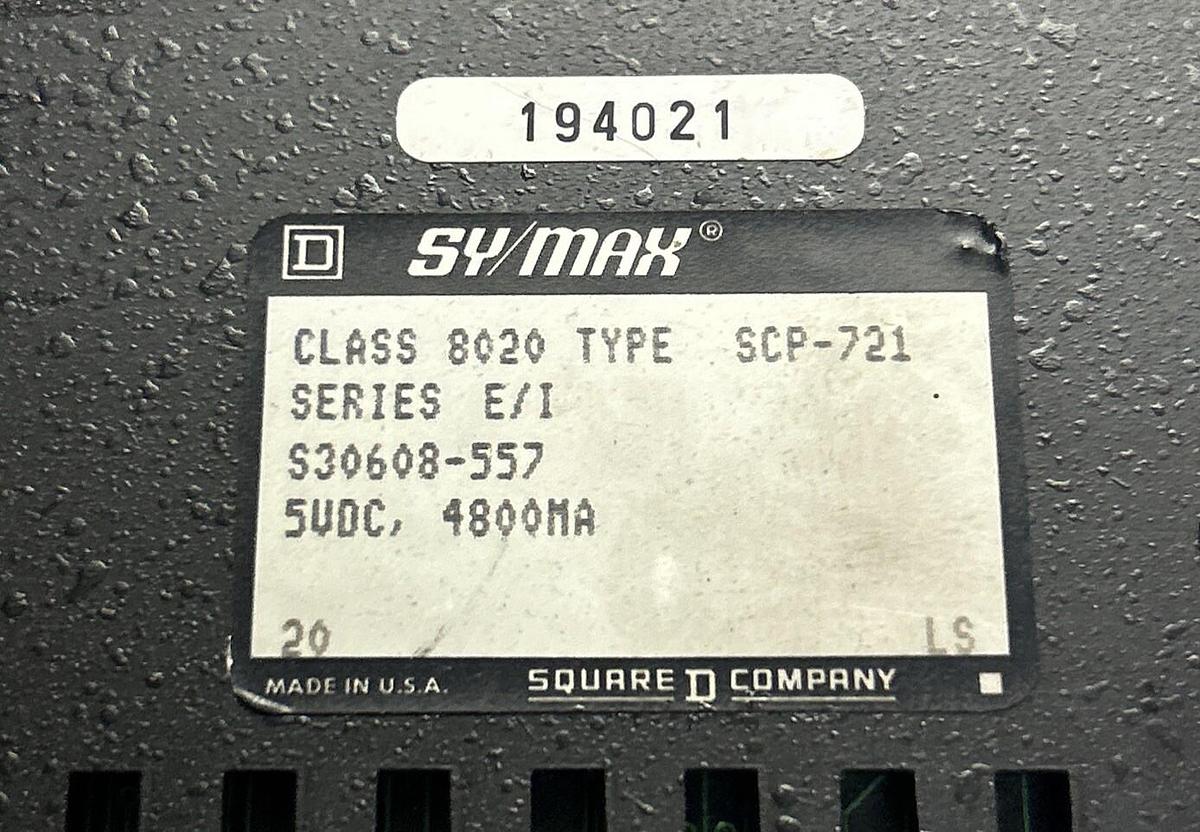 194021
D SY/MAX®
CLASS 8020 TYPE SCP-721
SERIES E/I
S30608-557
5VDC, 4800MA
20 LS
MADE IN U.S.A. SQUARE D COMPANY